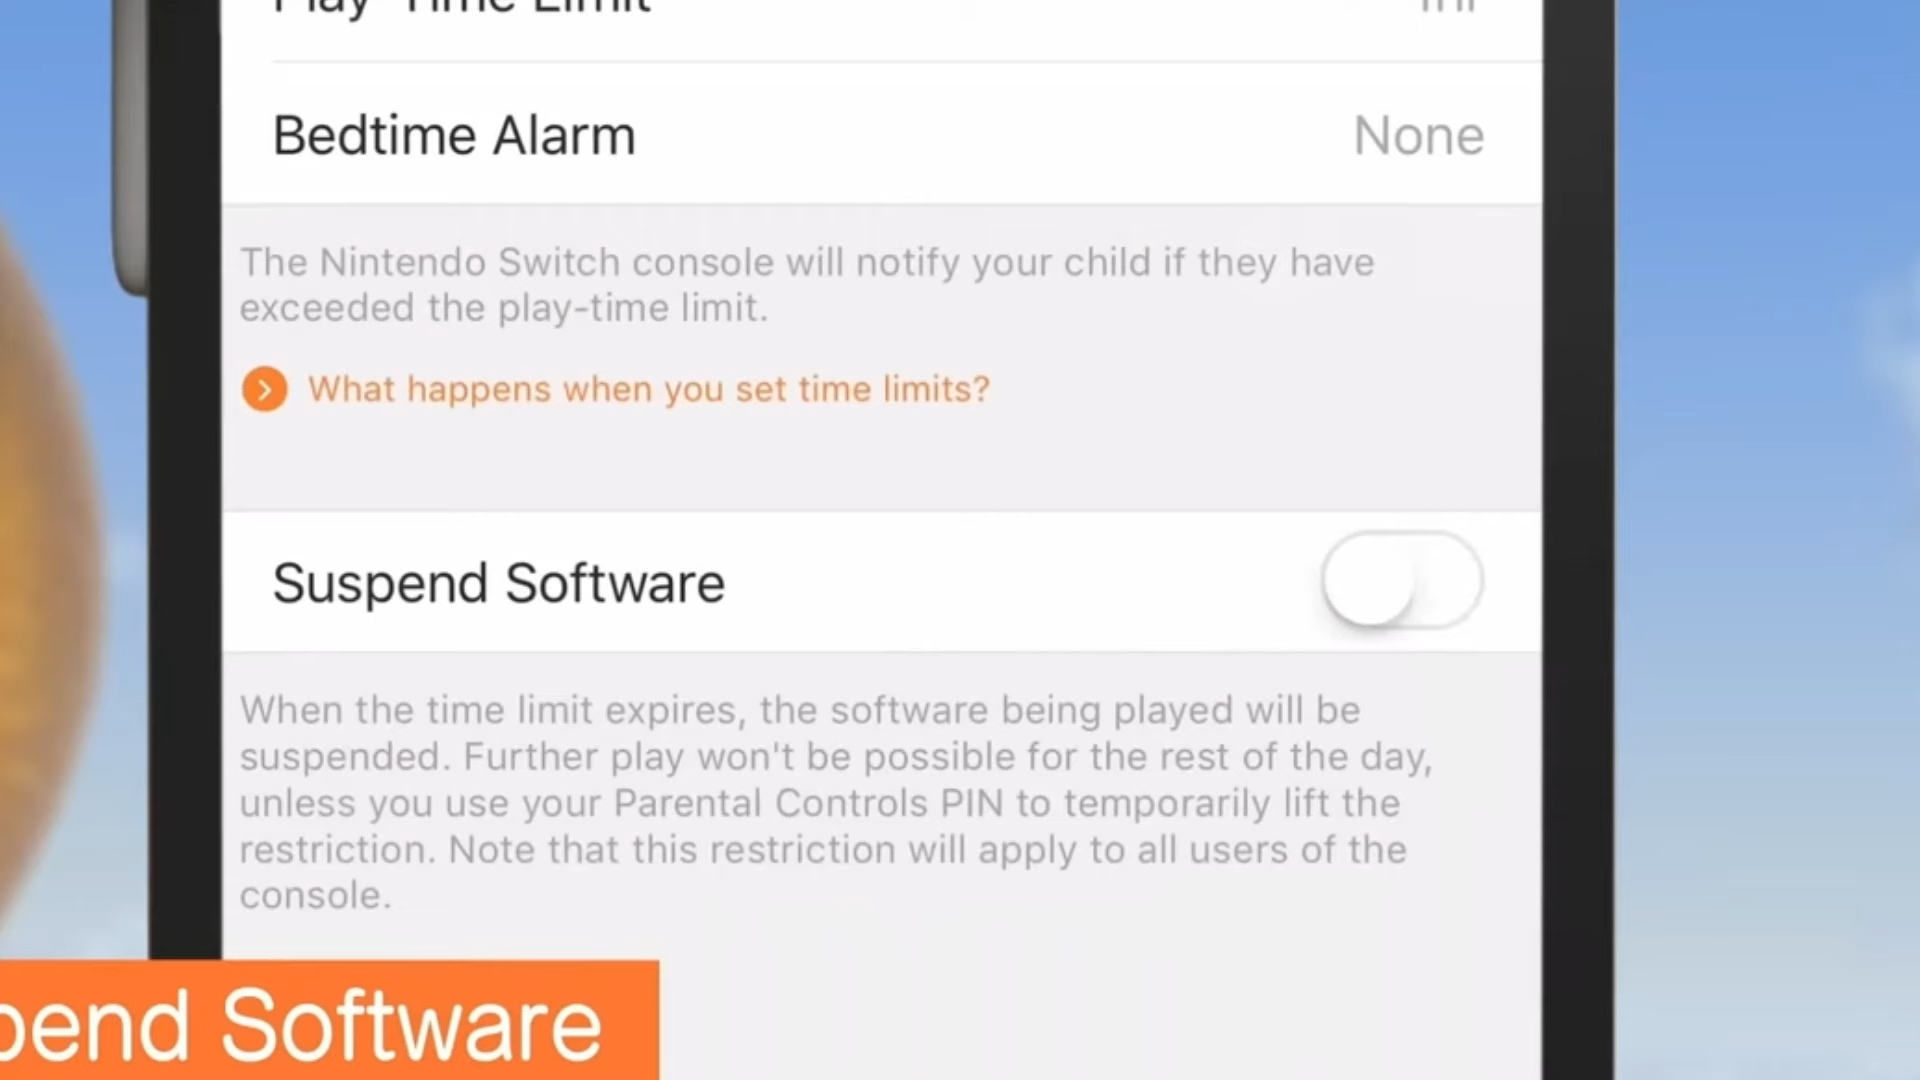 Play-Time Limit 1hr
Bedtime Alarm None
The Nintendo Switch console will notify your child if they have
exceeded the play-time limit.
What happens when you set time limits?
Suspend Software
When the time limit expires, the software being played will be
suspended. Further play won't be possible for the rest of the day,
unless you use your Parental Controls PIN to temporarily lift the
restriction. Note that this restriction will apply to all users of the
console.
pend Software